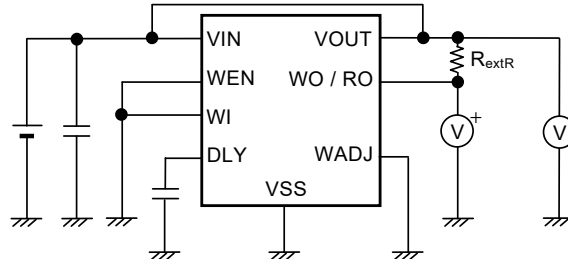 VIN VOUT
WEN WO / RO
WI
DLY WADJ
VSS
RextR
V +
V